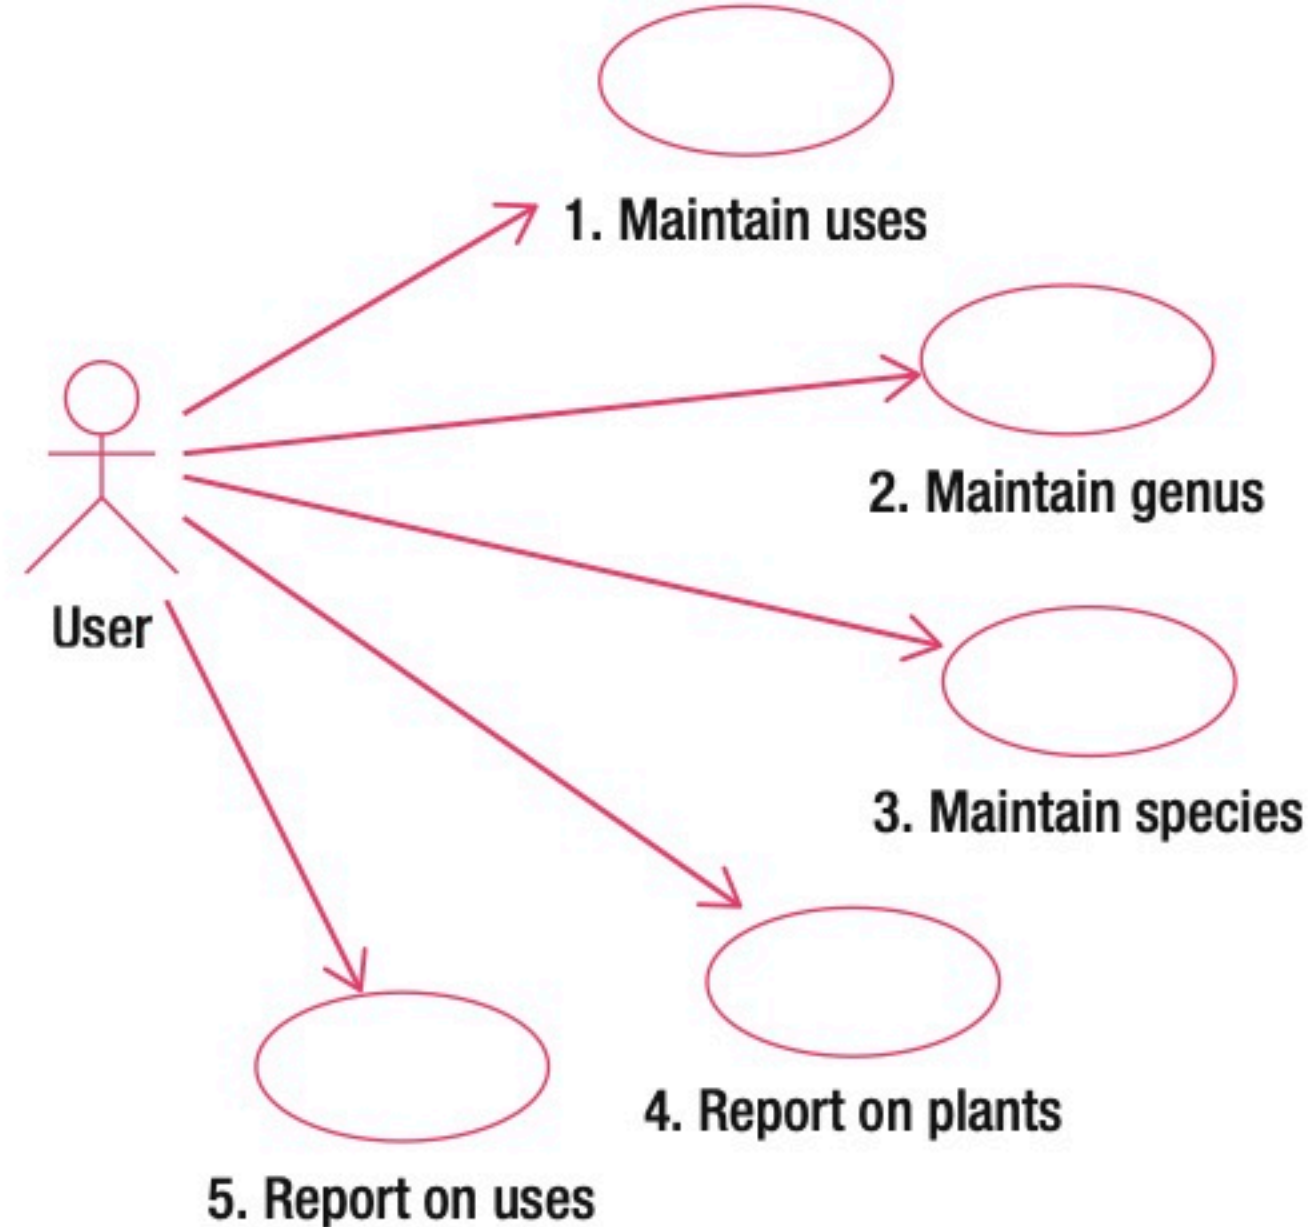 1. Maintain uses
2. Maintain genus
User
3. Maintain species
4. Report on plants
5. Report on uses